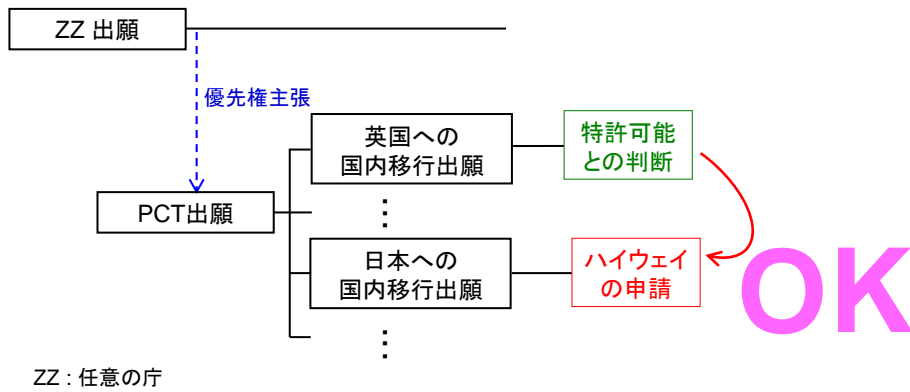 ZZ 出願
優先権主張
英国への
国内移行出願
特許可能
との判断
PCT出願
日本への
国内移行出願
ハイウェイ
の申請
OK
ZZ : 任意の庁